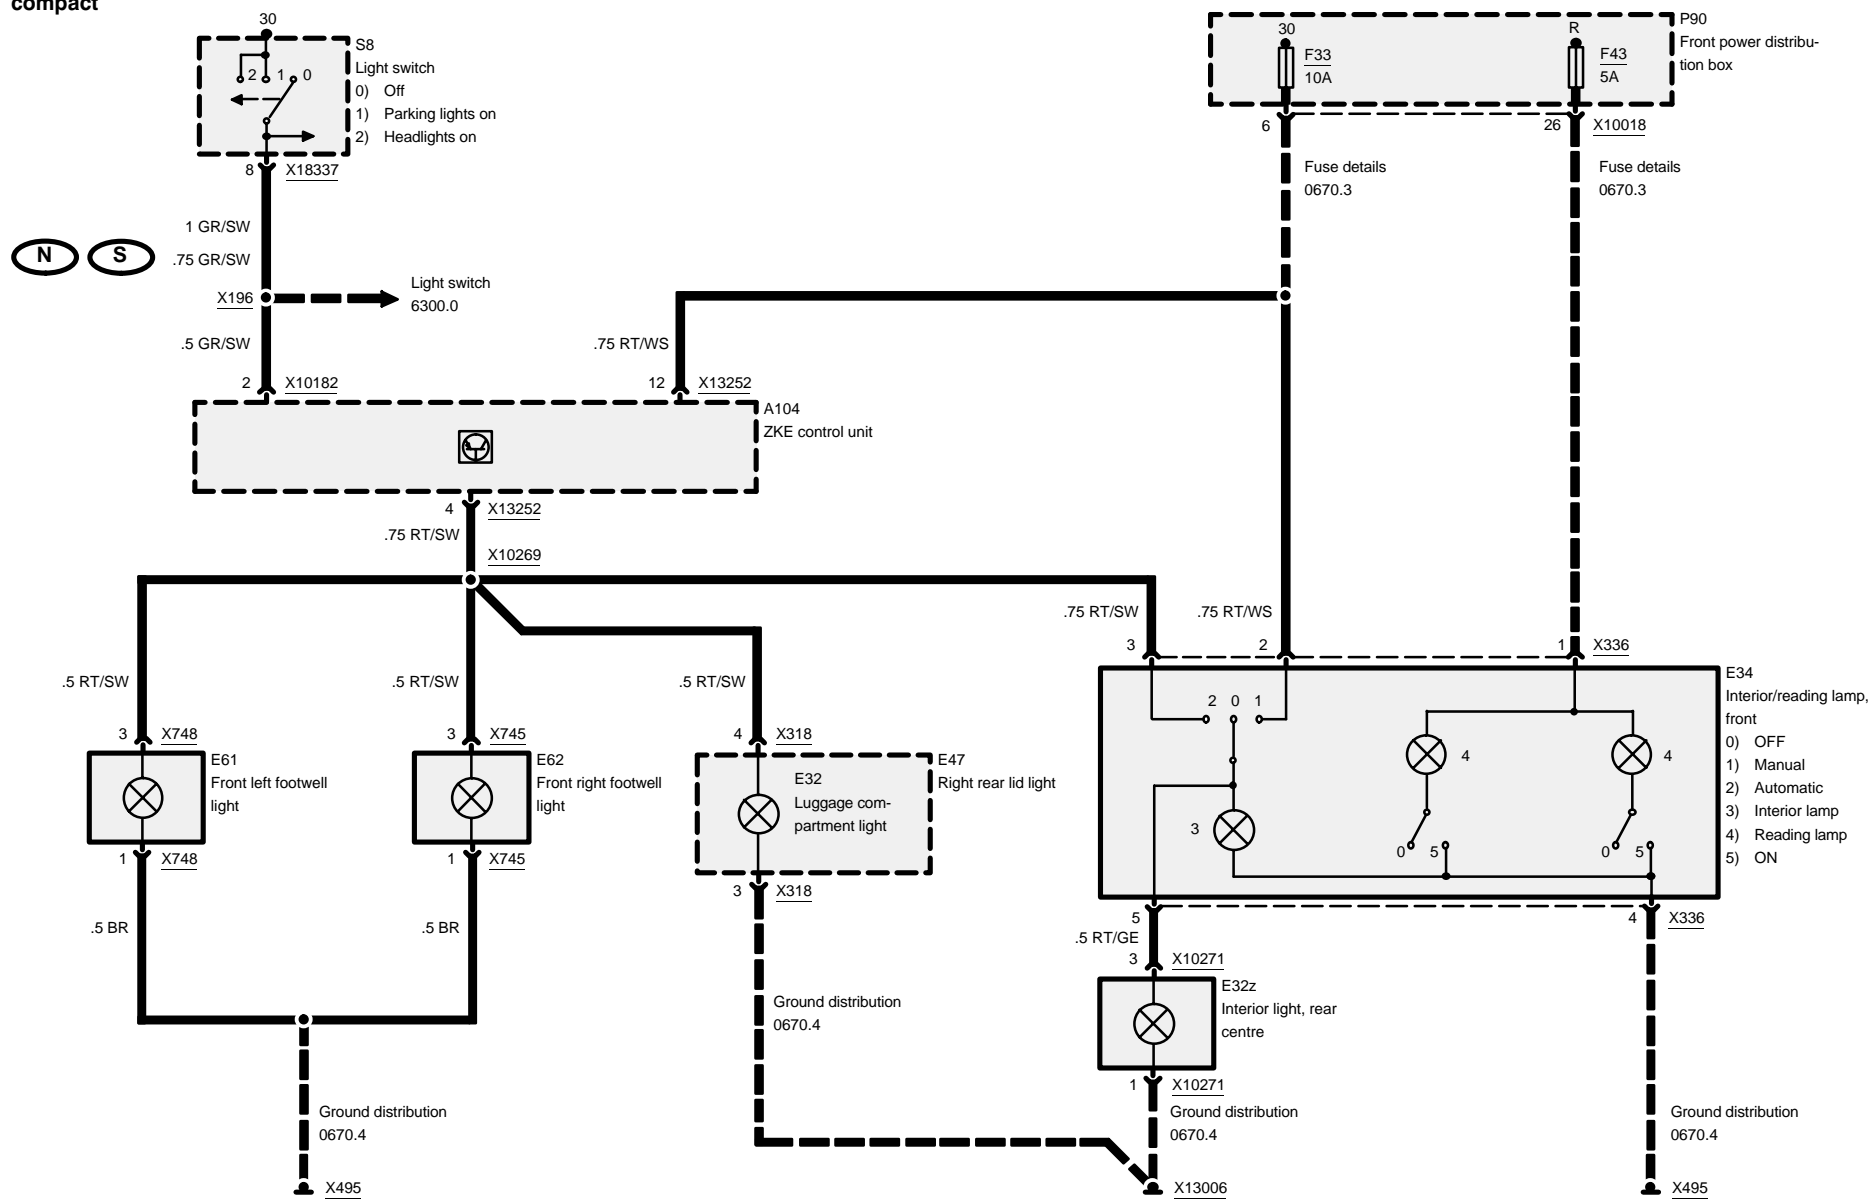 compact
30
S8
Light switch
0) Off
1) Parking lights on
2) Headlights on
2 1 0
8 X18337
1 GR/SW
.75 GR/SW
N S
X196
Light switch
6300.0
.5 GR/SW
2 X10182
.75 RT/WS
12 X13252
A104
ZKE control unit
4 X13252
.75 RT/SW
X10269
P90
Front power distribu-
tion box
30
F33
10A
R
F43
5A
6
26 X10018
Fuse details
0670.3
Fuse details
0670.3
.75 RT/SW
.75 RT/WS
3
2
1 X336
.5 RT/SW
.5 RT/SW
.5 RT/SW
3 X748
3 X745
4 X318
E61
Front left footwell
light
E62
Front right footwell
light
E47
Right rear lid light
E32
Luggage com-
partment light
E34
Interior/reading lamp,
front
0) OFF
1) Manual
2) Automatic
3) Interior lamp
4) Reading lamp
5) ON
2 0 1
4
4
3
0 5
0 5
1 X748
1 X745
3 X318
5
4 X336
.5 BR
.5 BR
.5 RT/GE
3 X10271
E32z
Interior light, rear
centre
Ground distribution
0670.4
1 X10271
Ground distribution
0670.4
Ground distribution
0670.4
Ground distribution
0670.4
X495
X13006
X495